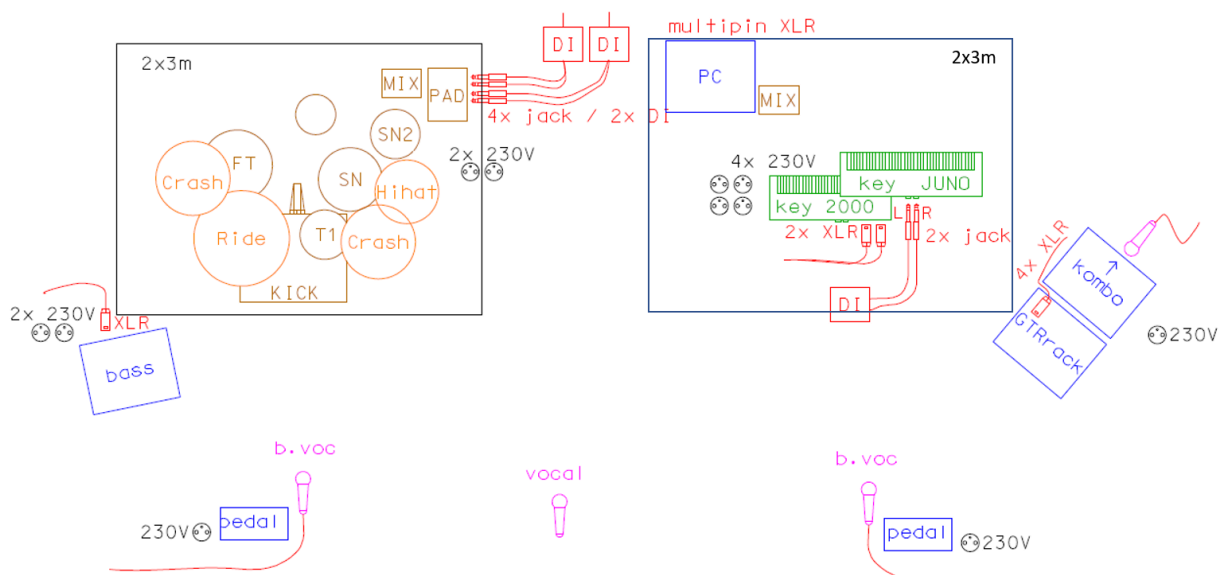 multipin XLR
DI
DI
2x3m
2x3m
MIX
PAD
PC
MIX
4x jack / 2x DI
SN2
2x 230V
FT
SN
Crash
Hihat
4x 230V
key JUNO
key 2000
L
R
Ride
T1
Crash
2x XLR
2x jack
4x XLR
kombo
KICK
DI
2x 230V
XLR
GTRrack
230V
bass
b.voc
vocal
b.voc
230V
pedal
pedal
230V